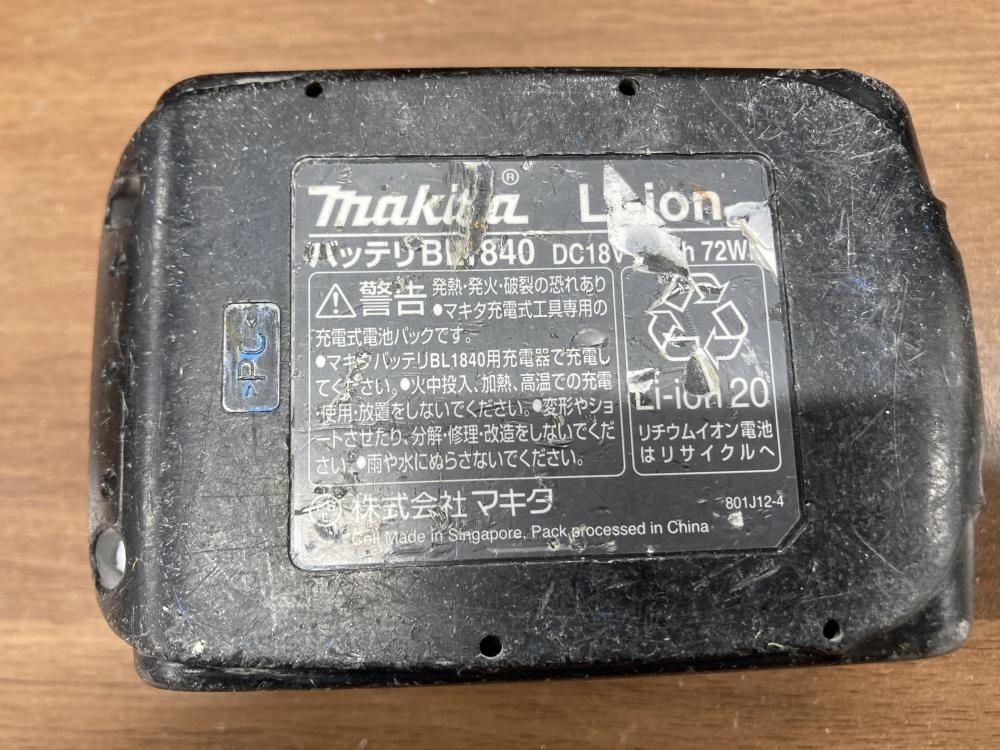 makita® Li-ion
バッテリBL1840 DC18V 72Wh
警告 発熱・発火・破裂の恐れあり
●マキタ充電式工具専用の
充電式電池パックです。
●マキタバッテリBL1840用充電器で充電し
てください。●火中投入、加熱、高温での充電
・使用・放置をしないでください。●変形やショ
ートさせたり、分解・修理・改造をしないでくだ
さい。●雨や水にぬらさないでください。
Li-ion 20
リチウムイオン電池
はリサイクルへ
株式会社マキタ
801J12-4
Cell Made in Singapore, Pack processed in China
>PC<